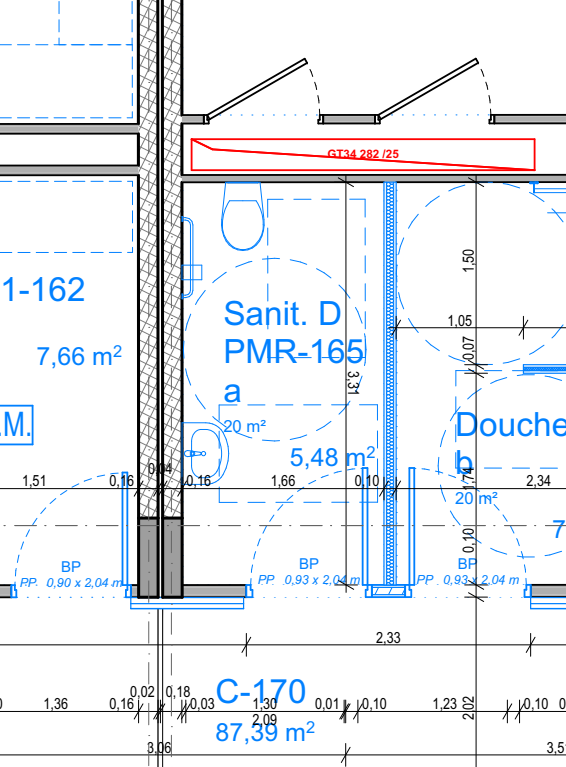 GT34 282 /25
1,50
1-162
Sanit. D
1,05
7,66 m²
PMR-165
0,07
3,31
a
.M.
20 m²
Douche
5,48 m²
b
1,74
1,51
0,16
0,04
0,16
1,66
0,10
20 m²
2,34
7
0,10
BP
PP 0,90 x 2,04 m
BP
PP 0,93 x 2,04 m
BP
PP 0,93 x 2,04 m
2,33
C-170
0,02
0,18
1,36
0,16
0,03
1,30
0,01
0,10
1,23
2,02
0,10
2,09
87,39 m²
3,06
3,5